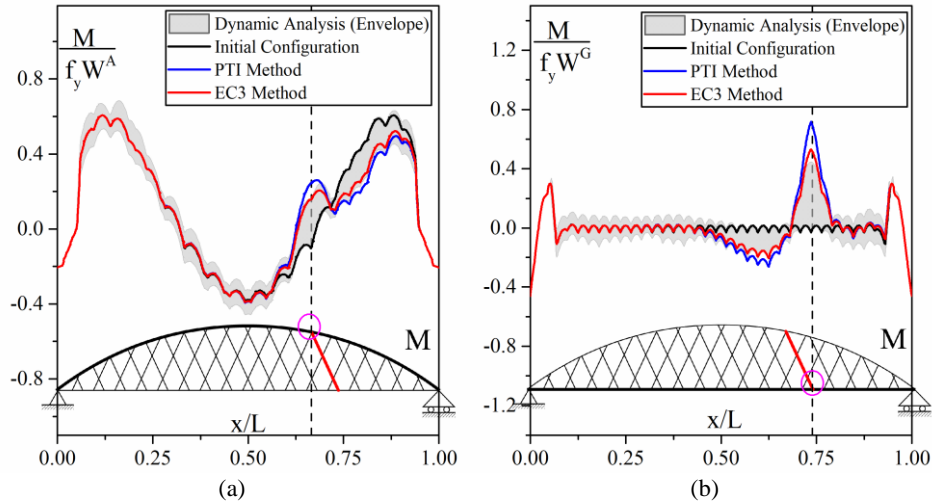 M
f_y W^A
Dynamic Analysis (Envelope)
Initial Configuration
PTI Method
EC3 Method
0.8
0.4
0.0
-0.4
-0.8
M
x/L
0.00 0.25 0.50 0.75 1.00
(a)
M
f_y W^G
Dynamic Analysis (Envelope)
Initial Configuration
PTI Method
EC3 Method
1.2
0.8
0.4
0.0
-0.4
-0.8
-1.2
M
x/L
0.00 0.25 0.50 0.75 1.00
(b)